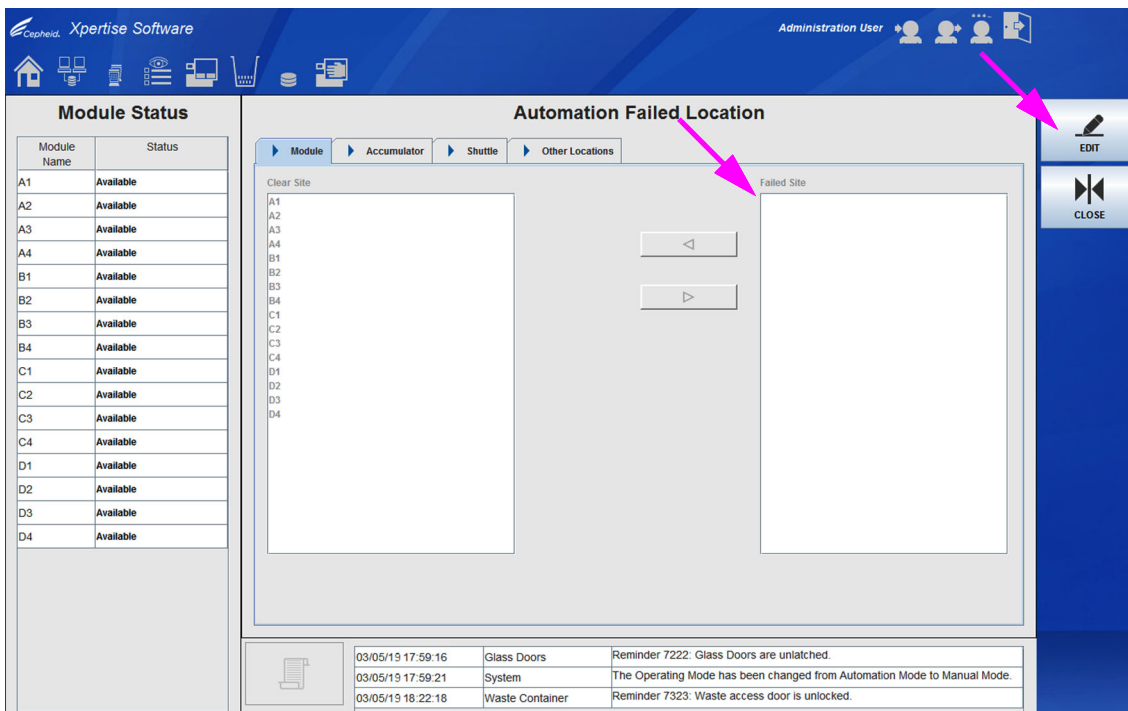 Cepheid. Xpertise Software
Administration User
Module Status
Module Name Status
A1 Available
A2 Available
A3 Available
A4 Available
B1 Available
B2 Available
B3 Available
B4 Available
C1 Available
C2 Available
C3 Available
C4 Available
D1 Available
D2 Available
D3 Available
D4 Available
Automation Failed Location
Module Accumulator Shuttle Other Locations
Clear Site
A1
A2
A3
A4
B1
B2
B3
B4
C1
C2
C3
C4
D1
D2
D3
D4
Failed Site
EDIT
CLOSE
03/05/19 17:59:16 Glass Doors Reminder 7222: Glass Doors are unlatched.
03/05/19 17:59:21 System The Operating Mode has been changed from Automation Mode to Manual Mode.
03/05/19 18:22:18 Waste Container Reminder 7323: Waste access door is unlocked.